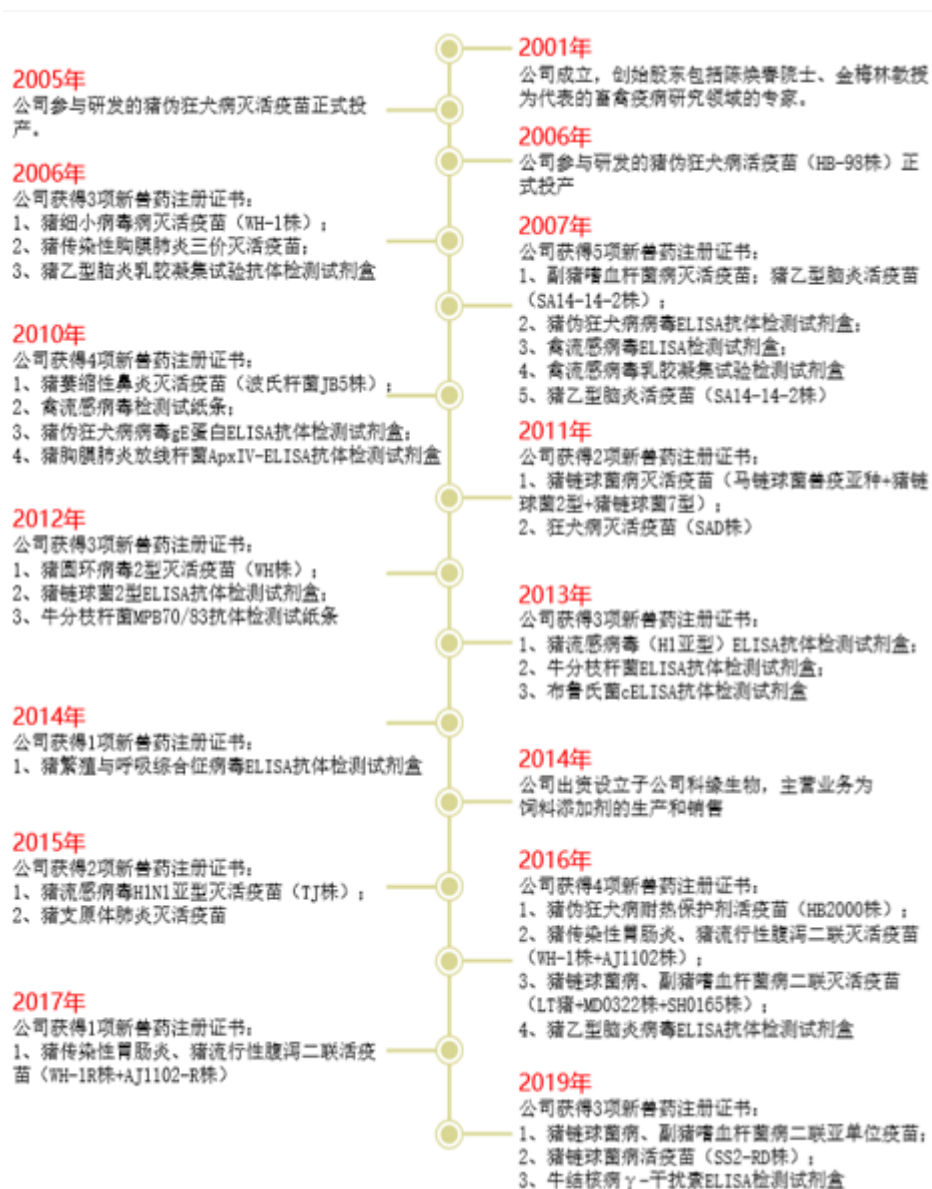 2001年
公司成立，创始股东包括陈焕春院士、金梅林教授
为代表的畜禽疫病研究领域的专家。
2005年
公司参与研发的猪伪狂犬病灭活疫苗正式投
产。
2006年
公司参与研发的猪伪狂犬病活疫苗（HB-98株）正
式投产
2006年
公司获得3项新兽药注册证书：
1、猪细小病毒病灭活疫苗（WH-1株）；
2、猪传染性胸膜肺炎三价灭活疫苗；
3、猪乙型脑炎乳胶凝集试验抗体检测试剂盒
2007年
公司获得5项新兽药注册证书：
1、副猪嗜血杆菌病灭活疫苗；猪乙型脑炎活疫苗
（SA14-14-2株）；
2、猪伪狂犬病病毒ELISA抗体检测试剂盒；
3、禽流感病毒ELISA检测试剂盒；
4、禽流感病毒乳胶凝集试验检测试剂盒
5、猪乙型脑炎活疫苗（SA14-14-2株）
2010年
公司获得4项新兽药注册证书：
1、猪萎缩性鼻炎灭活疫苗（波氏杆菌JB5株）；
2、禽流感病毒检测试纸条；
3、猪伪狂犬病病毒gE蛋白ELISA抗体检测试剂盒；
4、猪胸膜肺炎放线杆菌ApxIV-ELISA抗体检测试剂盒
2011年
公司获得2项新兽药注册证书：
1、猪链球菌病灭活疫苗（马链球菌兽疫亚种+猪链
球菌2型+猪链球菌7型）；
2、狂犬病灭活疫苗（SAD株）
2012年
公司获得3项新兽药注册证书：
1、猪圆环病毒2型灭活疫苗（WH株）；
2、猪链球菌2型ELISA抗体检测试剂盒；
3、牛分枝杆菌MPB70/83抗体检测试纸条
2013年
公司获得3项新兽药注册证书：
1、猪流感病毒（H1亚型）ELISA抗体检测试剂盒；
2、牛分枝杆菌ELISA抗体检测试剂盒；
3、布鲁氏菌cELISA抗体检测试剂盒
2014年
公司获得1项新兽药注册证书：
1、猪繁殖与呼吸综合征病毒ELISA抗体检测试剂盒
2014年
公司出资设立子公司科缘生物，主营业务为
饲料添加剂的生产和销售
2015年
公司获得2项新兽药注册证书：
1、猪流感病毒H1N1亚型灭活疫苗（TJ株）；
2、猪支原体肺炎灭活疫苗
2016年
公司获得4项新兽药注册证书：
1、猪伪狂犬病耐热保护剂活疫苗（HB2000株）；
2、猪传染性胃肠炎、猪流行性腹泻二联灭活疫苗
（WH-1株+AJ1102株）；
3、猪链球菌病、副猪嗜血杆菌病二联灭活疫苗
（LT猪+MD0322株+SH0165株）；
4、猪乙型脑炎病毒ELISA抗体检测试剂盒
2017年
公司获得1项新兽药注册证书：
1、猪传染性胃肠炎、猪流行性腹泻二联活疫
苗（WH-1R株+AJ1102-R株）
2019年
公司获得3项新兽药注册证书：
1、猪链球菌病、副猪嗜血杆菌病二联亚单位疫苗；
2、猪链球菌病活疫苗（SS2-RD株）；
3、牛结核病γ-干扰素ELISA检测试剂盒